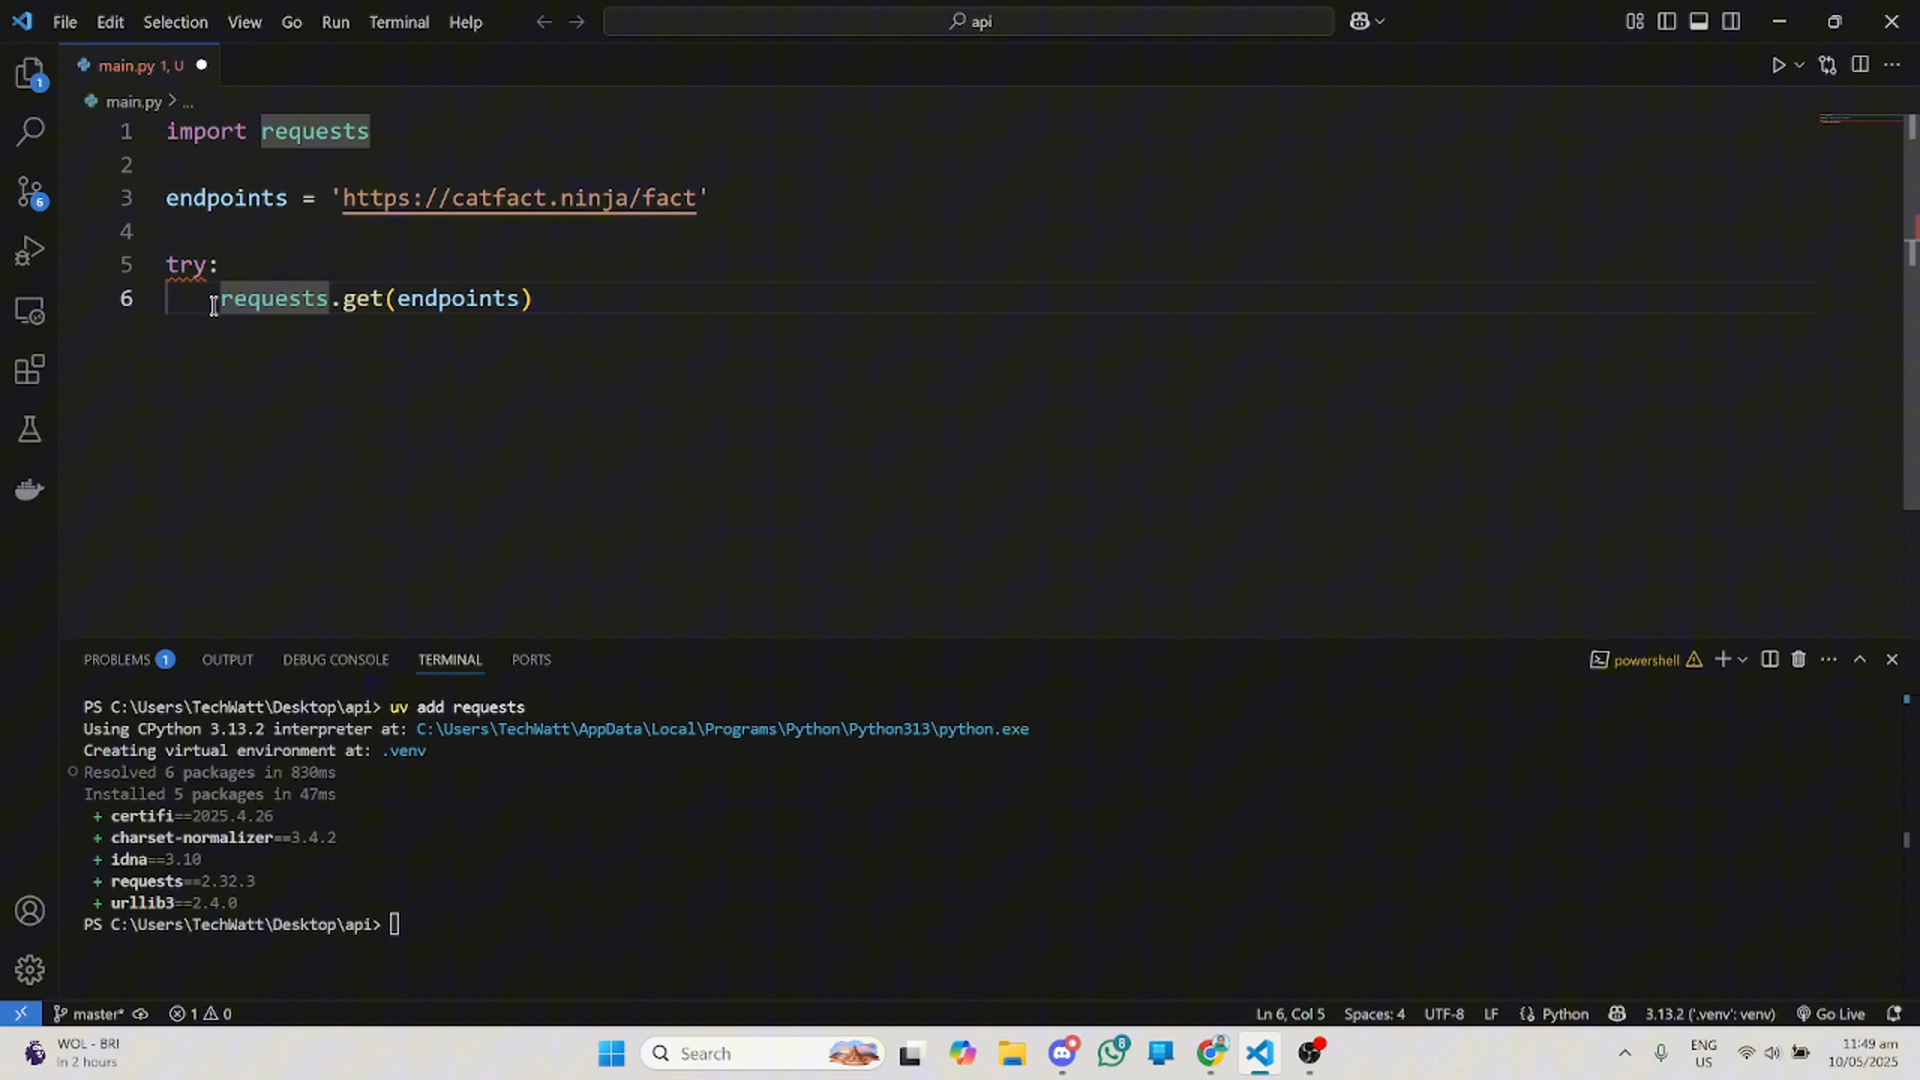 File Edit Selection View Go Run Terminal Help
api
main.py 1, U
main.py > ...
1 import requests
2
3 endpoints = 'https://catfact.ninja/fact'
4
5 try:
6 requests.get(endpoints)
1
6
PROBLEMS 1 OUTPUT DEBUG CONSOLE TERMINAL PORTS
powershell
PS C:\Users\TechWatt\Desktop\api> uv add requests
Using CPython 3.13.2 interpreter at: C:\Users\TechWatt\AppData\Local\Programs\Python\Python313\python.exe
Creating virtual environment at: .venv
Resolved 6 packages in 830ms
Installed 5 packages in 47ms
+ certifi==2025.4.26
+ charset-normalizer==3.4.2
+ idna==3.10
+ requests==2.32.3
+ urllib3==2.4.0
PS C:\Users\TechWatt\Desktop\api>
master* 1 0 Ln 6, Col 5 Spaces: 4 UTF-8 LF Python 3.13.2 ('.venv': venv) Go Live
WOL - BRI
In 2 hours
Search
8
ENG
US
11:49 am
10/05/2025